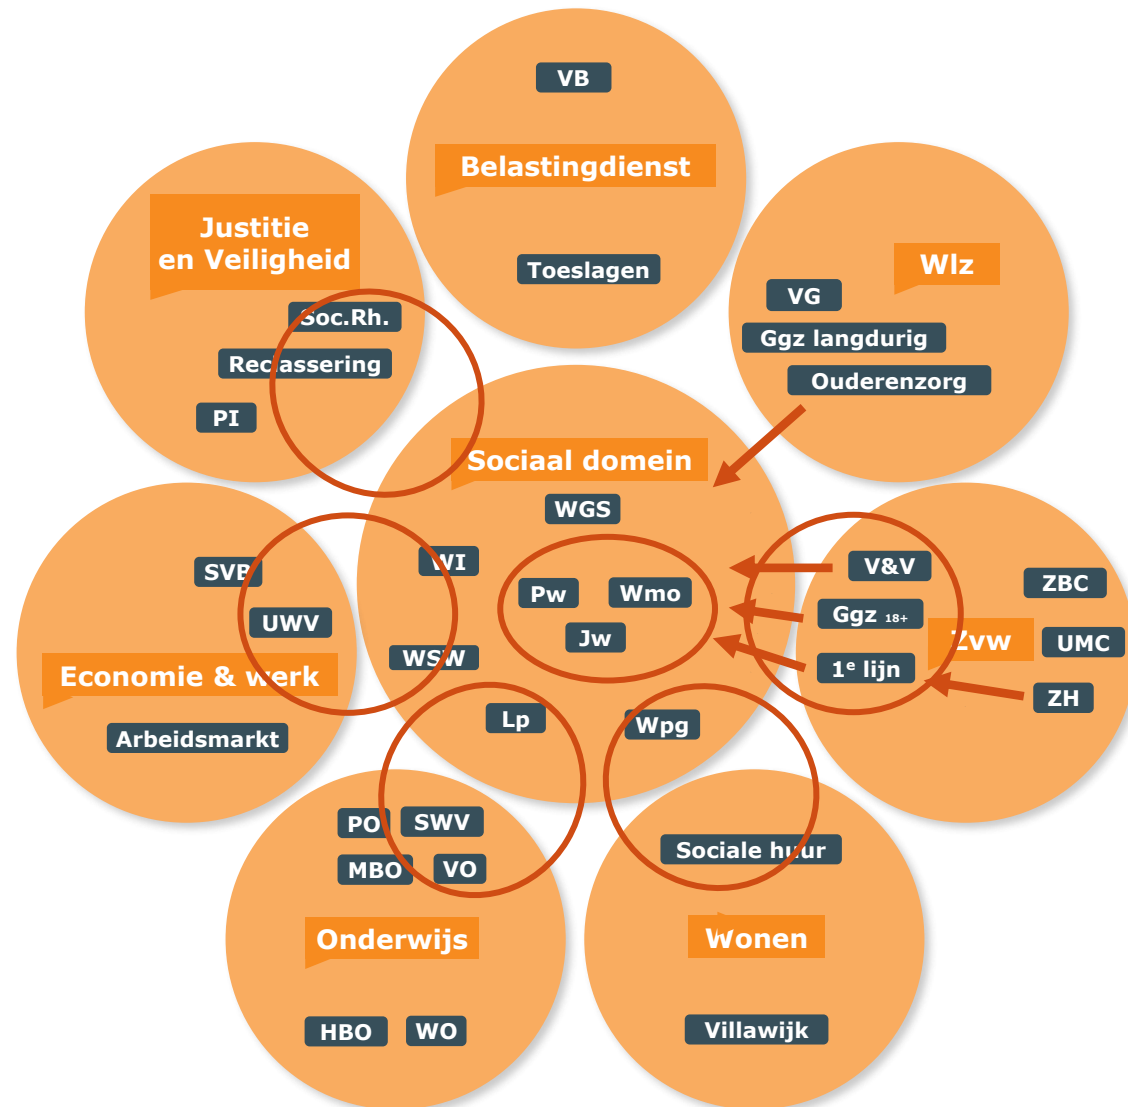 VB
Belastingdienst
Toeslagen
Justitie
en Veiligheid
Soc.Rh.
Reclassering
PI
Wlz
VG
Ggz langdurig
Ouderenzorg
Sociaal domein
WGS
WI
Pw
Wmo
Jw
WSW
Lp
Wpg
SVB
UWV
Economie & werk
Arbeidsmarkt
V&V
ZBC
Ggz 18+
Zvw
UMC
1e lijn
ZH
PO
SWV
MBO
VO
Onderwijs
HBO
WO
Sociale huur
Wonen
Villawijk